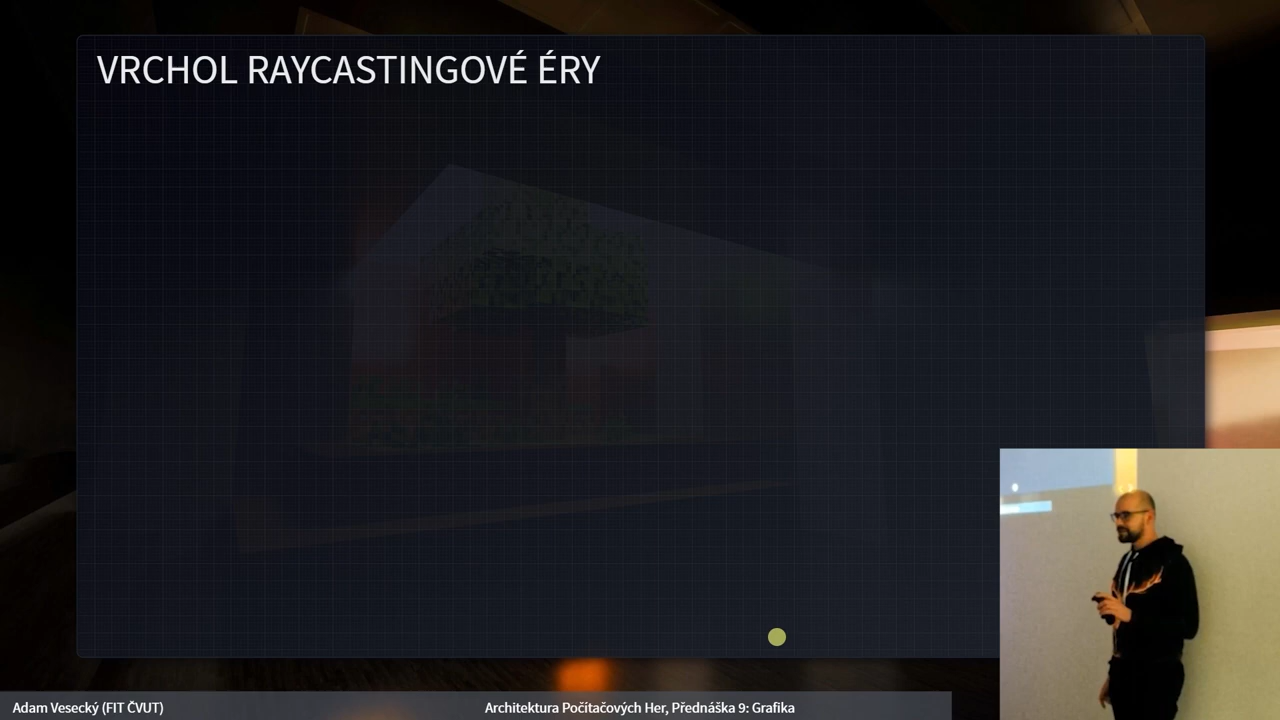 VRCHOL RAYCASTINGOVÉ ÉRY
Adam Vesecký (FIT ČVUT)
Architektura Počítačových Her, Přednáška 9: Grafika